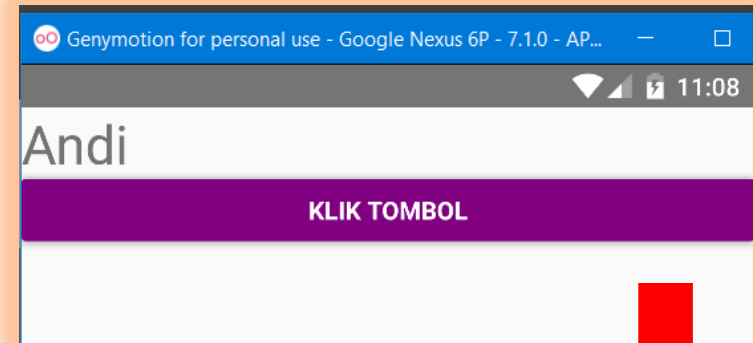 Genymotion for personal use - Google Nexus 6P - 7.1.0 - AP...
11:08
Andi
KLIK TOMBOL